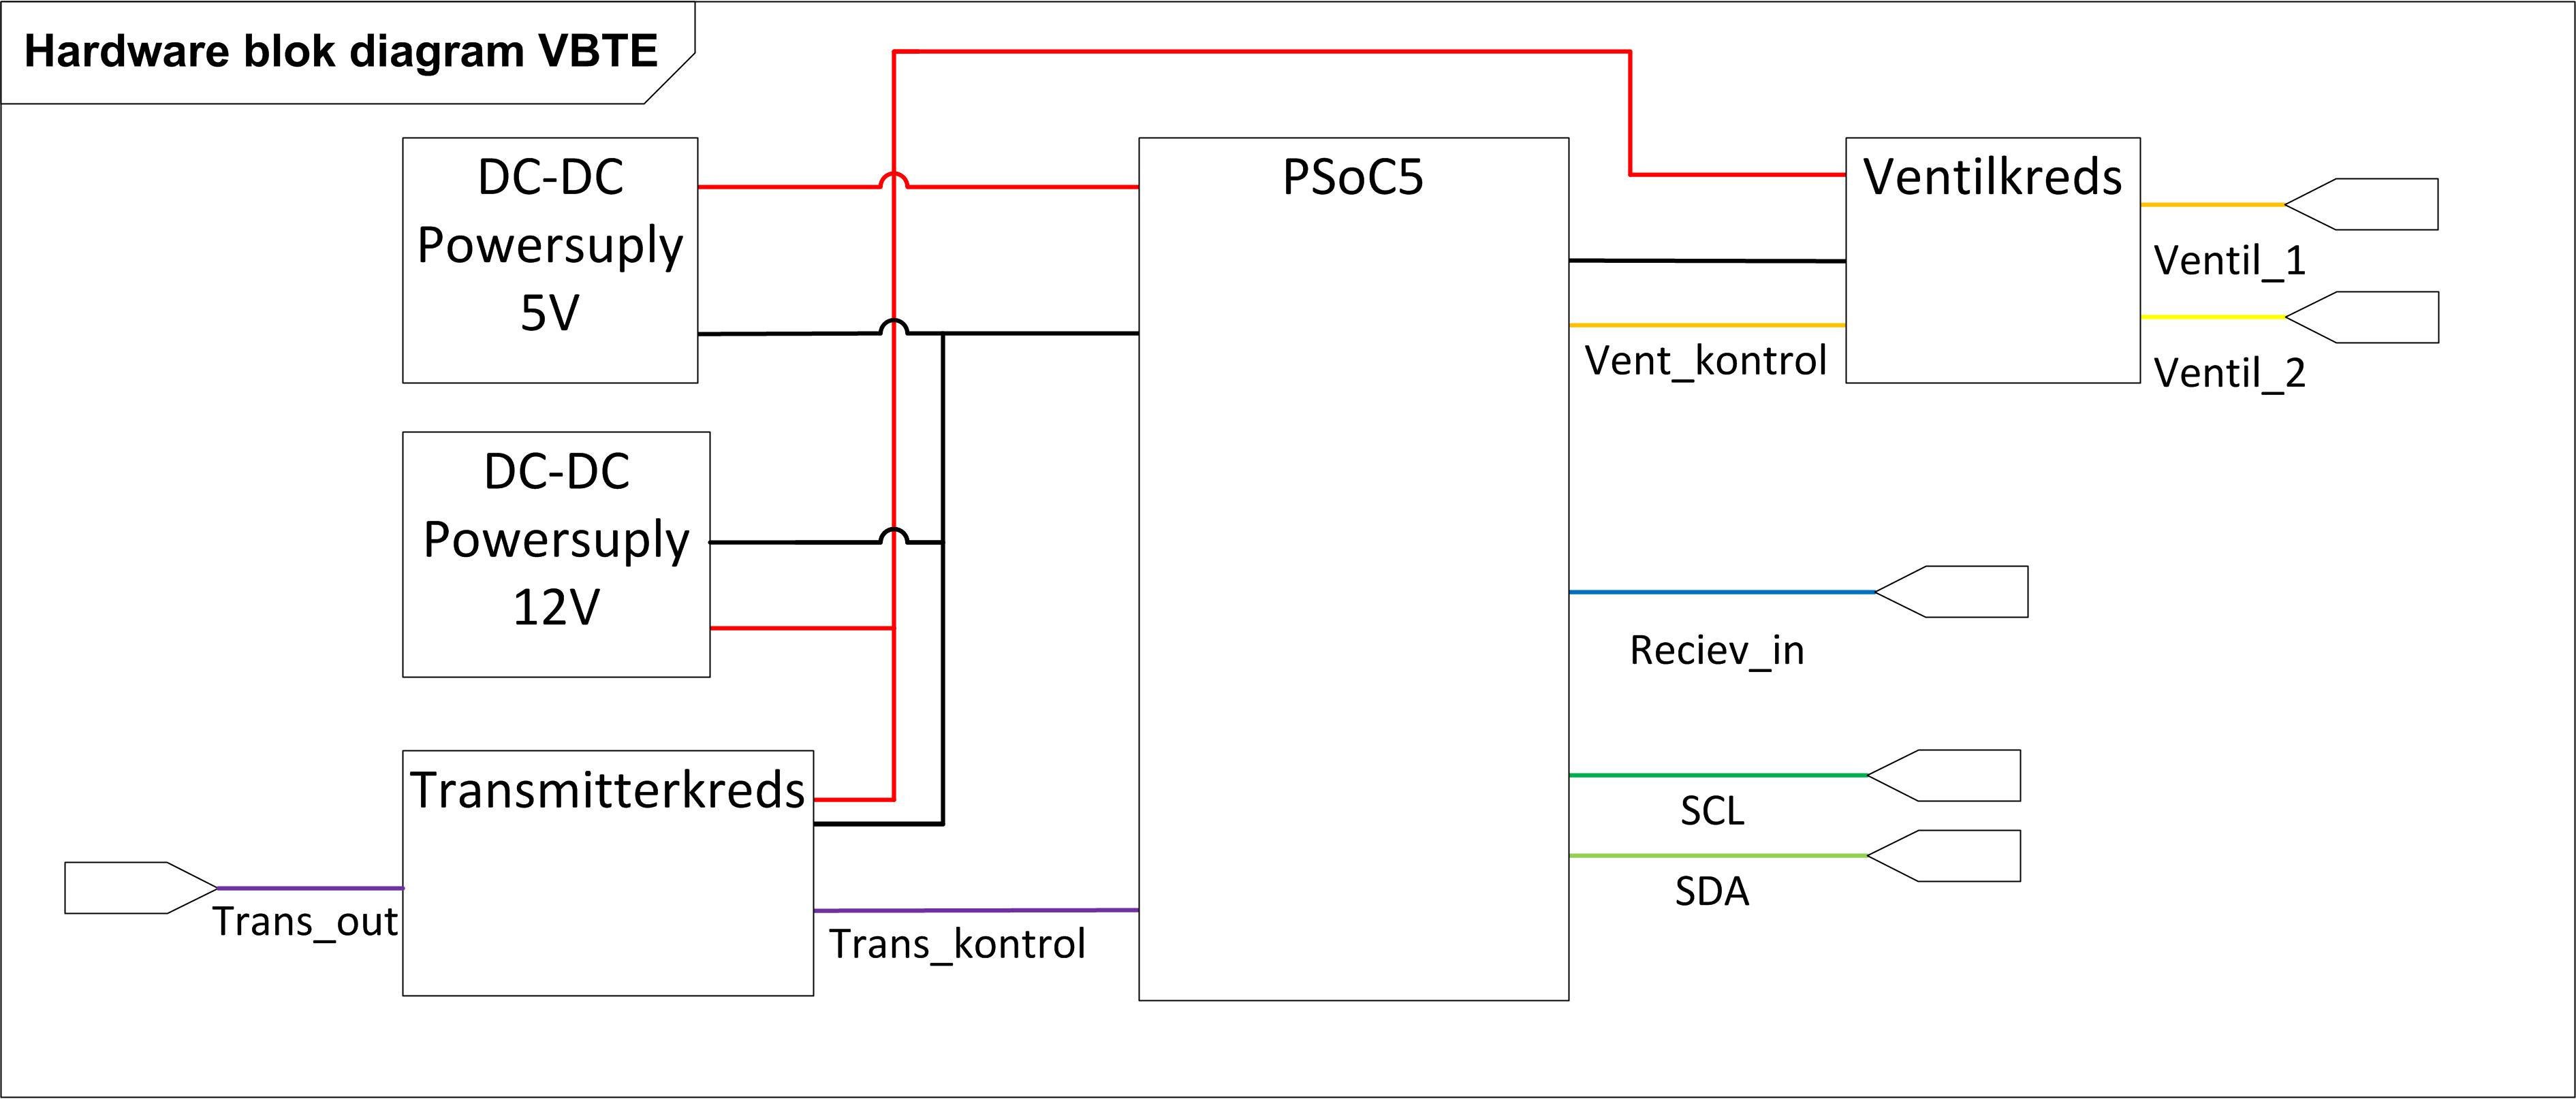 Hardware blok diagram VBTE
DC-DC
Powersuply
5V
PSoC5
Ventilkreds
Ventil_1
Vent_kontrol
Ventil_2
DC-DC
Powersuply
12V
Reciev_in
Transmitterkreds
SCL
SDA
Trans_out
Trans_kontrol